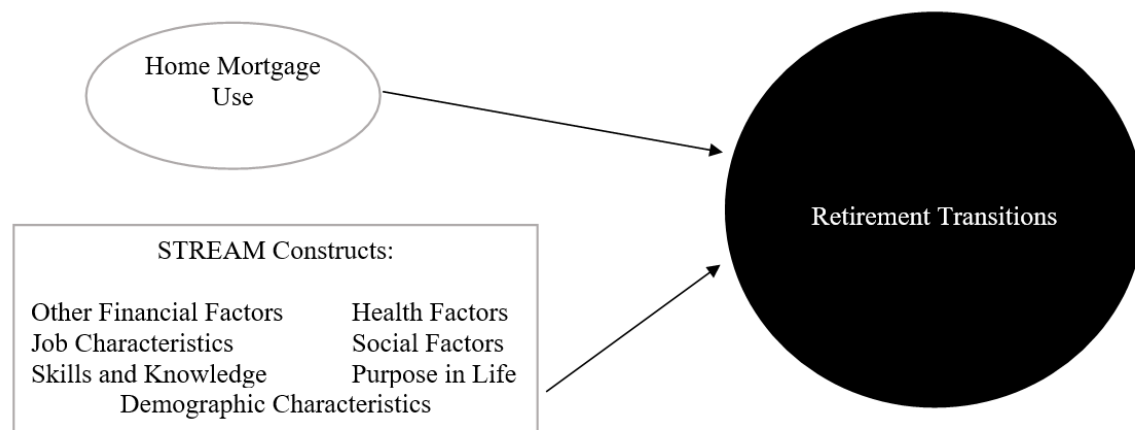 Home Mortgage
Use
Retirement Transitions
STREAM Constructs:
Other Financial Factors Health Factors
Job Characteristics Social Factors
Skills and Knowledge Purpose in Life
Demographic Characteristics